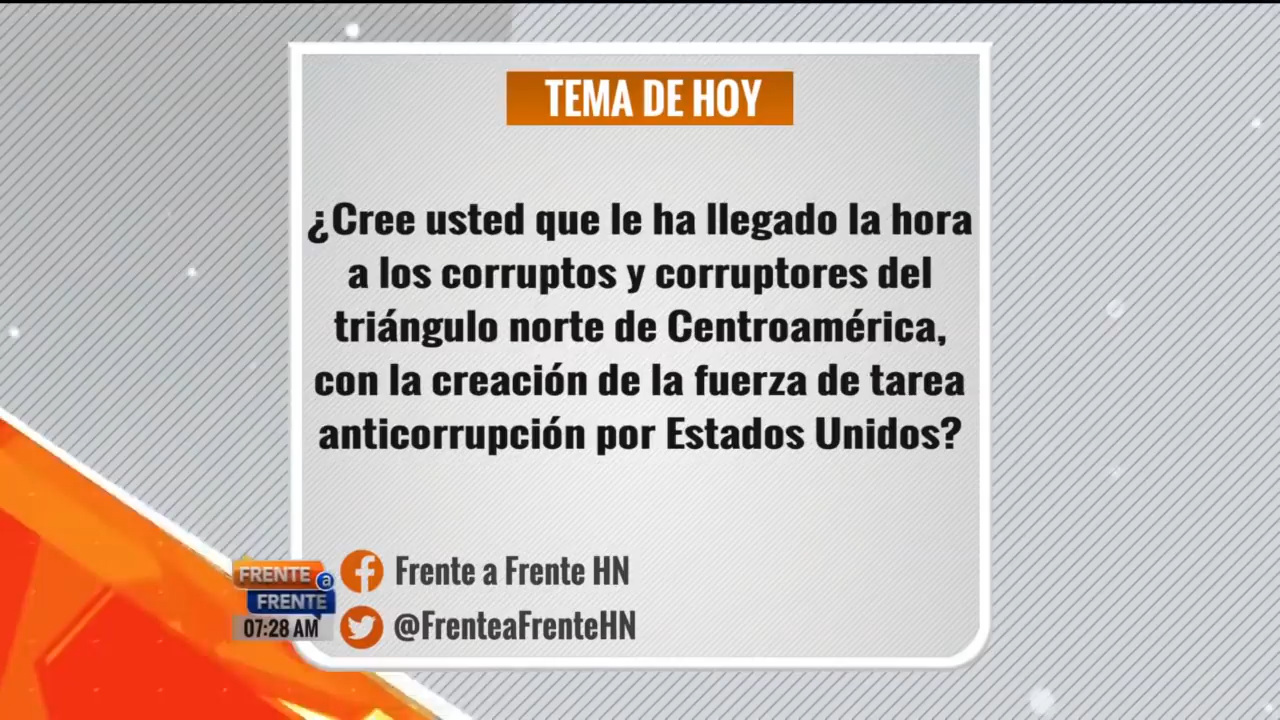 TEMA DE HOY
¿Cree usted que le ha llegado la hora
a los corruptos y corruptores del
triángulo norte de Centroamérica,
con la creación de la fuerza de tarea
anticorrupción por Estados Unidos?
Frente a Frente HN
@FrenteaFrenteHN
FRENTE a
FRENTE
07:28 AM